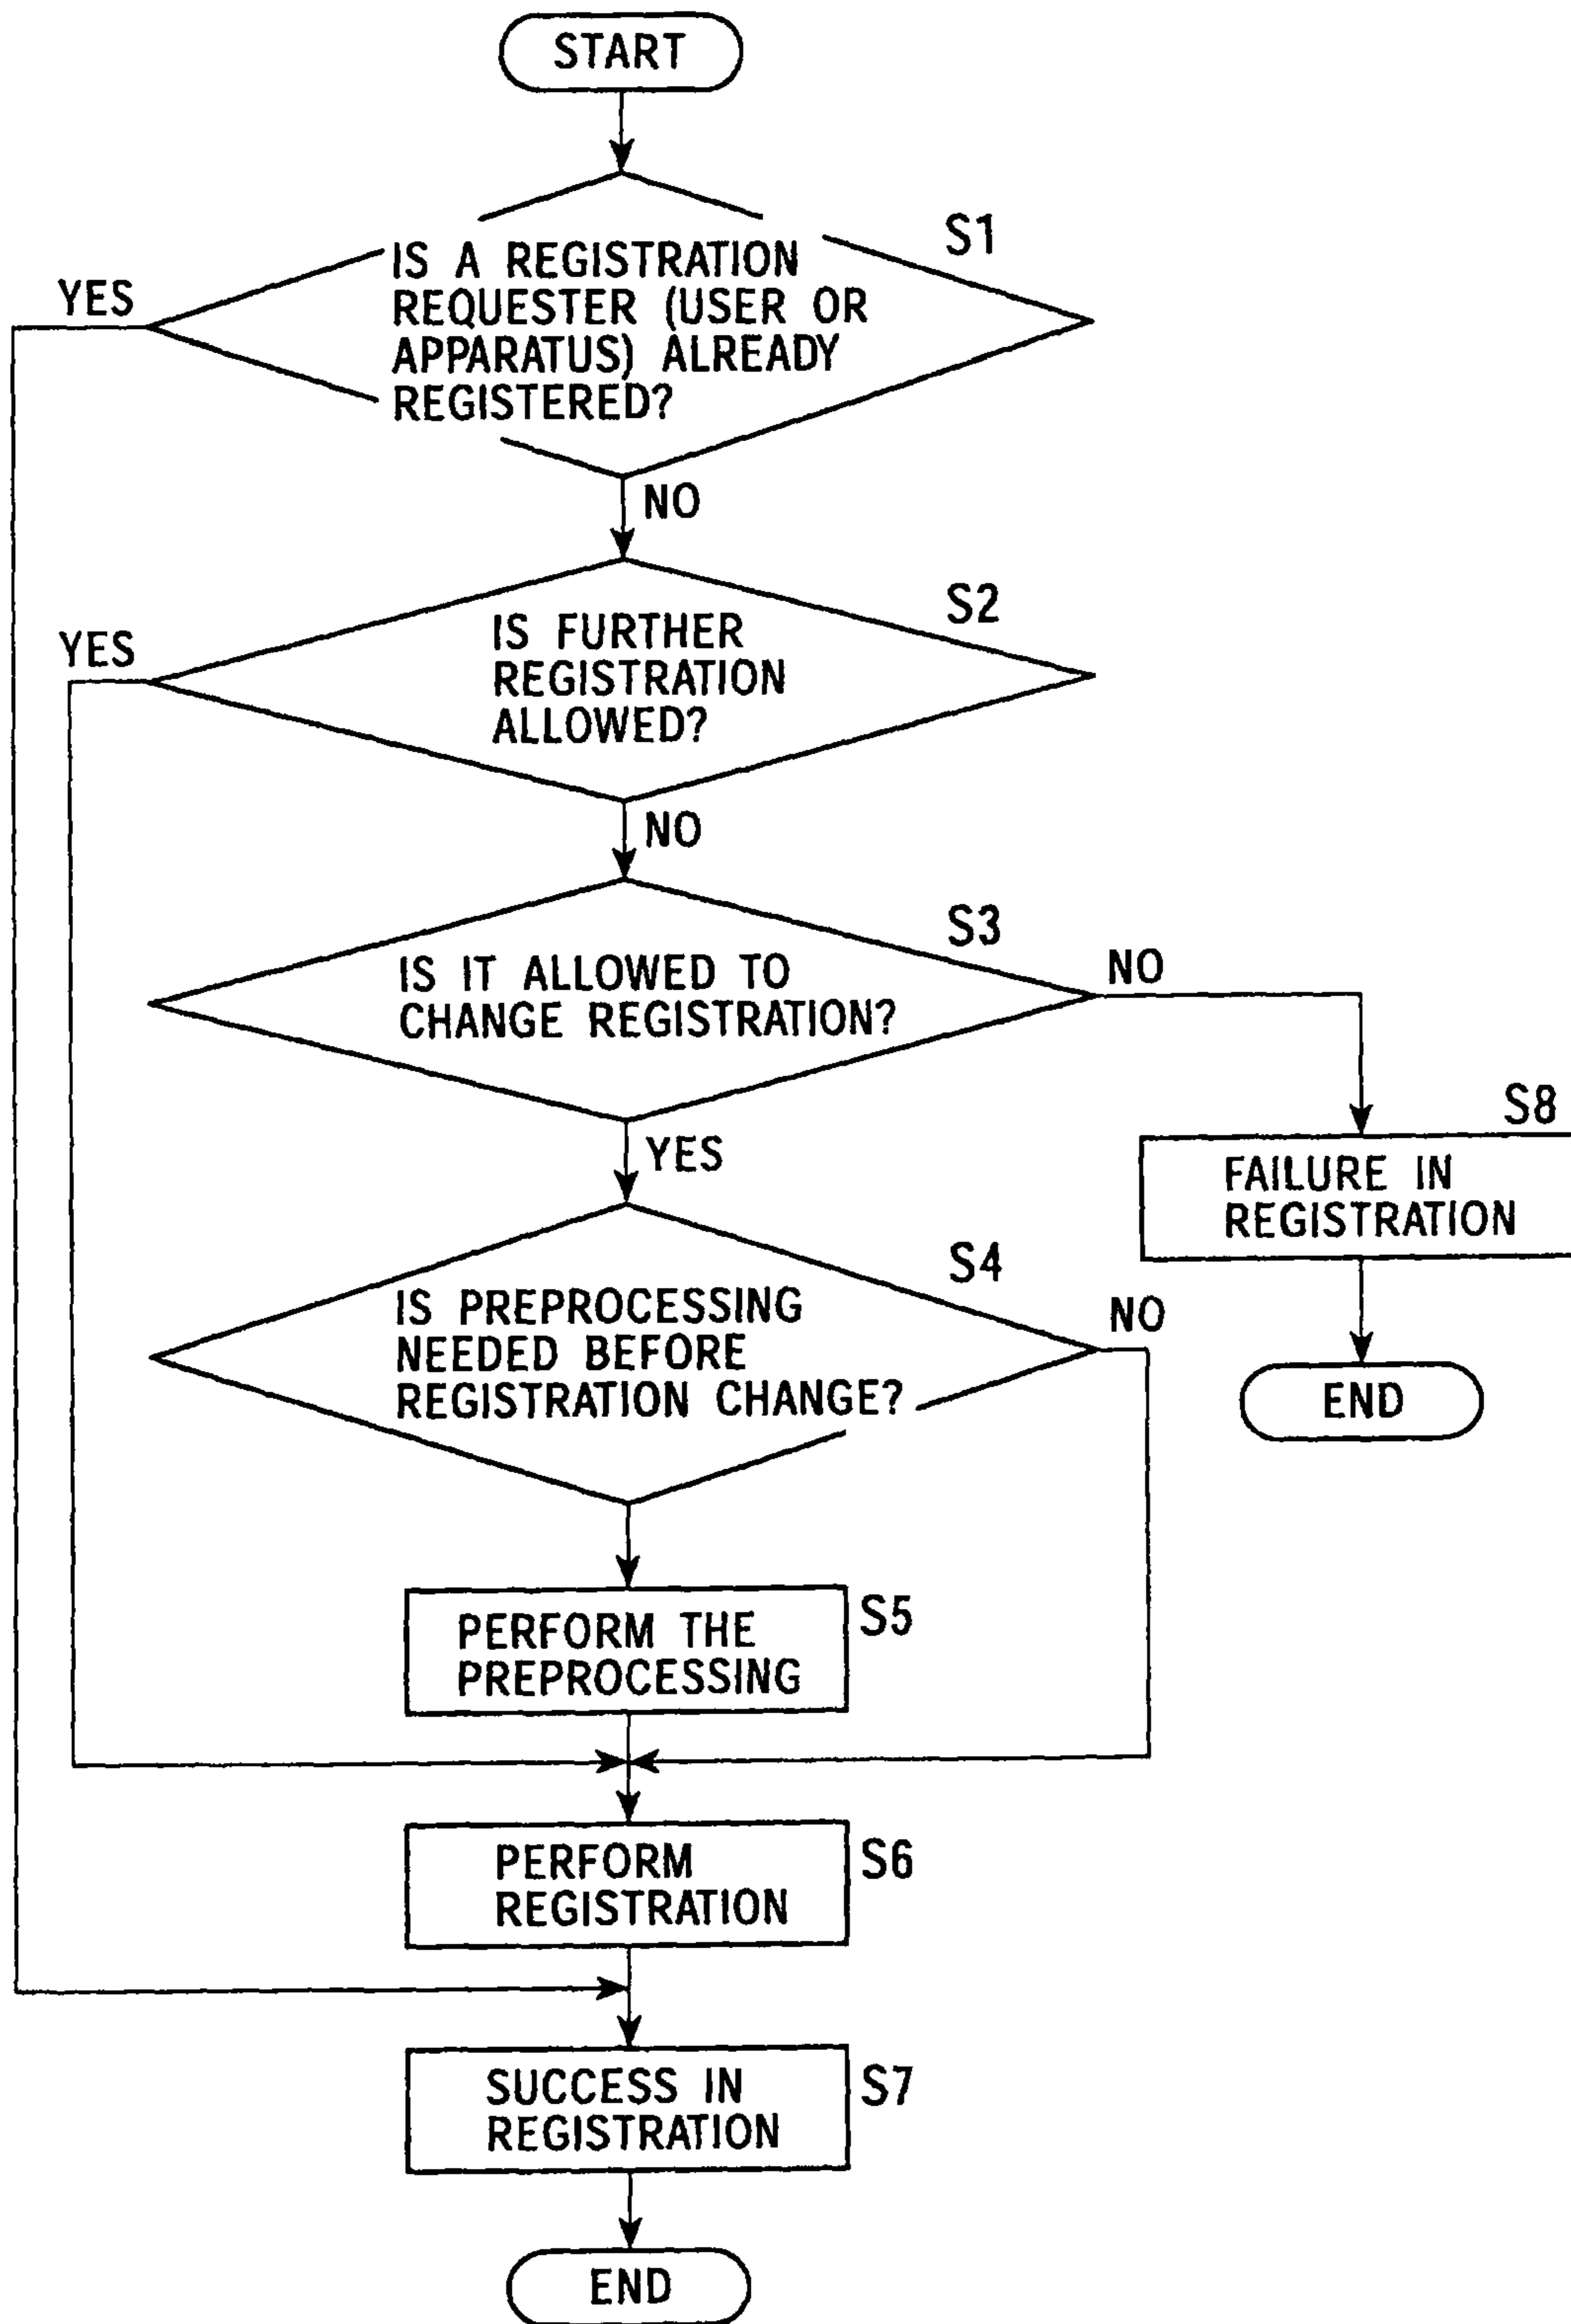 START
S1
IS A REGISTRATION
REQUESTER (USER OR
APPARATUS) ALREADY
REGISTERED?
YES
NO
S2
IS FURTHER
REGISTRATION
ALLOWED?
YES
NO
S3
IS IT ALLOWED TO
CHANGE REGISTRATION?
NO
YES
S8
FAILURE IN
REGISTRATION
END
S4
IS PREPROCESSING
NEEDED BEFORE
REGISTRATION CHANGE?
NO
S5
PERFORM THE
PREPROCESSING
S6
PERFORM
REGISTRATION
S7
SUCCESS IN
REGISTRATION
END